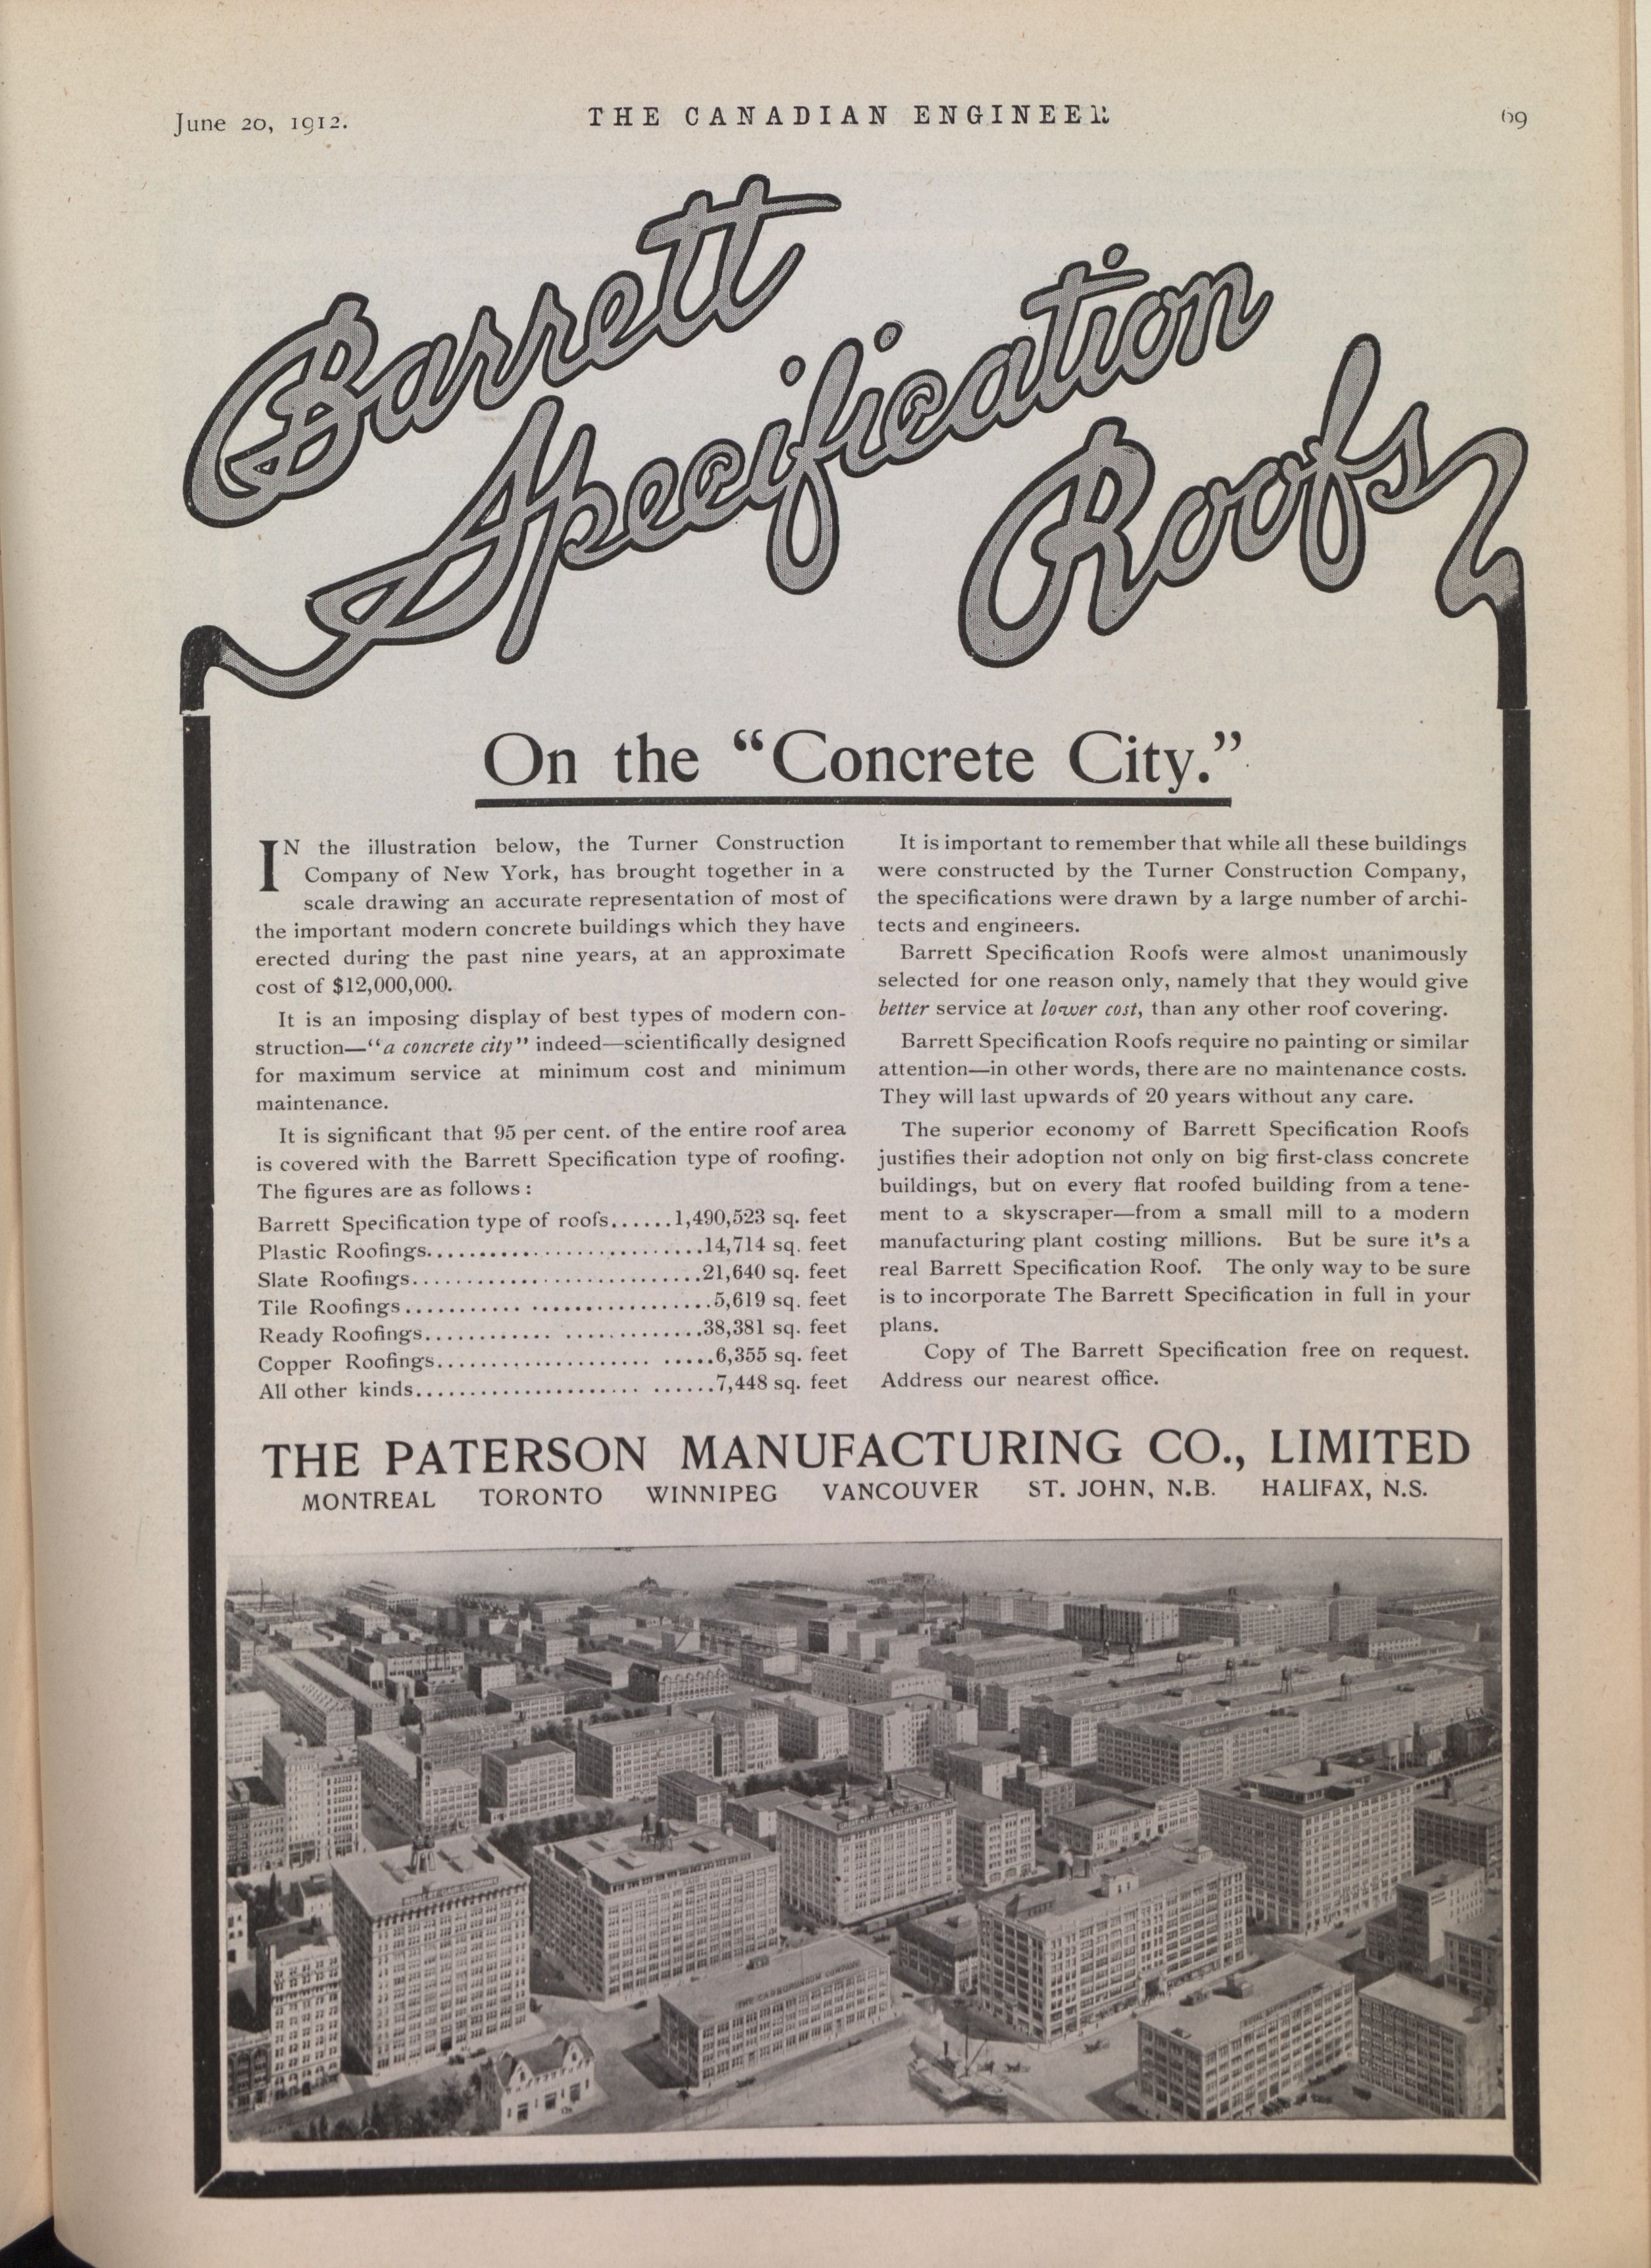 June 20, 1912.
THE CANADIAN ENGINEER
69
Barrett
Specification
Roofs
On the “Concrete City.”
IN the illustration below, the Turner Construction
Company of New York, has brought together in a
scale drawing an accurate representation of most of
the important modern concrete buildings which they have
erected during the past nine years, at an approximate
cost of $12,000,000.
It is an imposing display of best types of modern con-
struction—“a concrete city” indeed—scientifically designed
for maximum service at minimum cost and minimum
maintenance.
It is significant that 95 per cent. of the entire roof area
is covered with the Barrett Specification type of roofing.
The figures are as follows:
Barrett Specification type of roofs......1,490,523 sq. feet
Plastic Roofings............................14,714 sq. feet
Slate Roofings.............................21,640 sq. feet
Tile Roofings...............................5,619 sq. feet
Ready Roofings............................38,381 sq. feet
Copper Roofings..........................6,355 sq. feet
All other kinds.............................7,448 sq. feet
It is important to remember that while all these buildings
were constructed by the Turner Construction Company,
the specifications were drawn by a large number of archi-
tects and engineers.
Barrett Specification Roofs were almost unanimously
selected for one reason only, namely that they would give
better service at lower cost, than any other roof covering.
Barrett Specification Roofs require no painting or similar
attention—in other words, there are no maintenance costs.
They will last upwards of 20 years without any care.
The superior economy of Barrett Specification Roofs
justifies their adoption not only on big first-class concrete
buildings, but on every flat roofed building from a tene-
ment to a skyscraper—from a small mill to a modern
manufacturing plant costing millions. But be sure it's a
real Barrett Specification Roof. The only way to be sure
is to incorporate The Barrett Specification in full in your
plans.
Copy of The Barrett Specification free on request.
Address our nearest office.
THE PATERSON MANUFACTURING CO., LIMITED
MONTREAL TORONTO WINNIPEG VANCOUVER ST. JOHN, N.B. HALIFAX, N.S.
THE CARBORUNDUM COMPANY